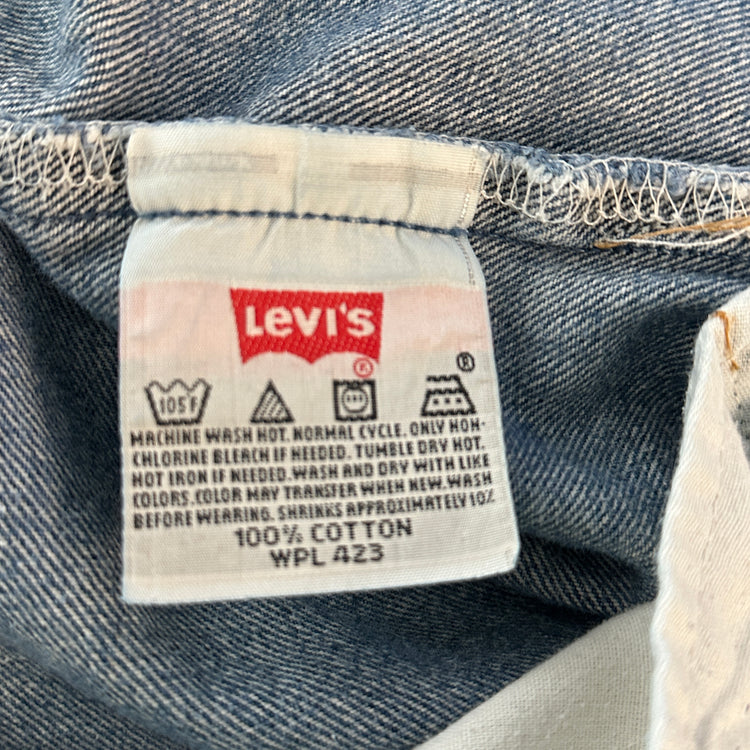 Levi's
®
®
105F
MACHINE WASH HOT. NORMAL CYCLE. ONLY NON-
CHLORINE BLEACH IF NEEDED. TUMBLE DRY HOT.
HOT IRON IF NEEDED. WASH AND DRY WITH LIKE
COLORS. COLOR MAY TRANSFER WHEN NEW. WASH
BEFORE WEARING. SHRINKS APPROXIMATELY 10%
100% COTTON
WPL 423